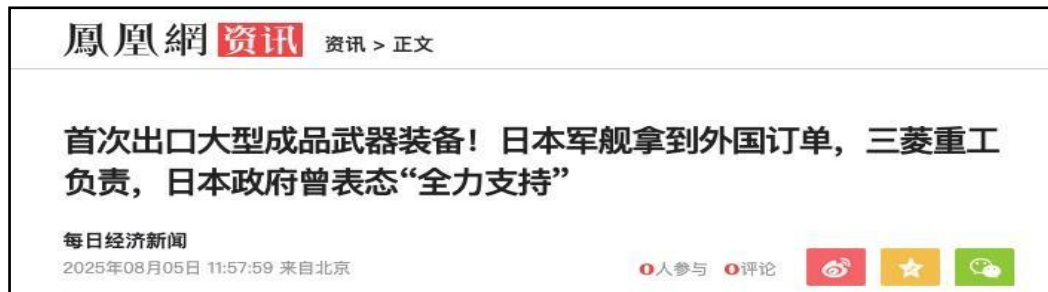 鳳凰網 资讯 资讯 > 正文
首次出口大型成品武器装备！日本军舰拿到外国订单，三菱重工
负责，日本政府曾表态“全力支持”
每日经济新闻
2025年08月05日 11:57:59 来自北京
0人参与 0评论